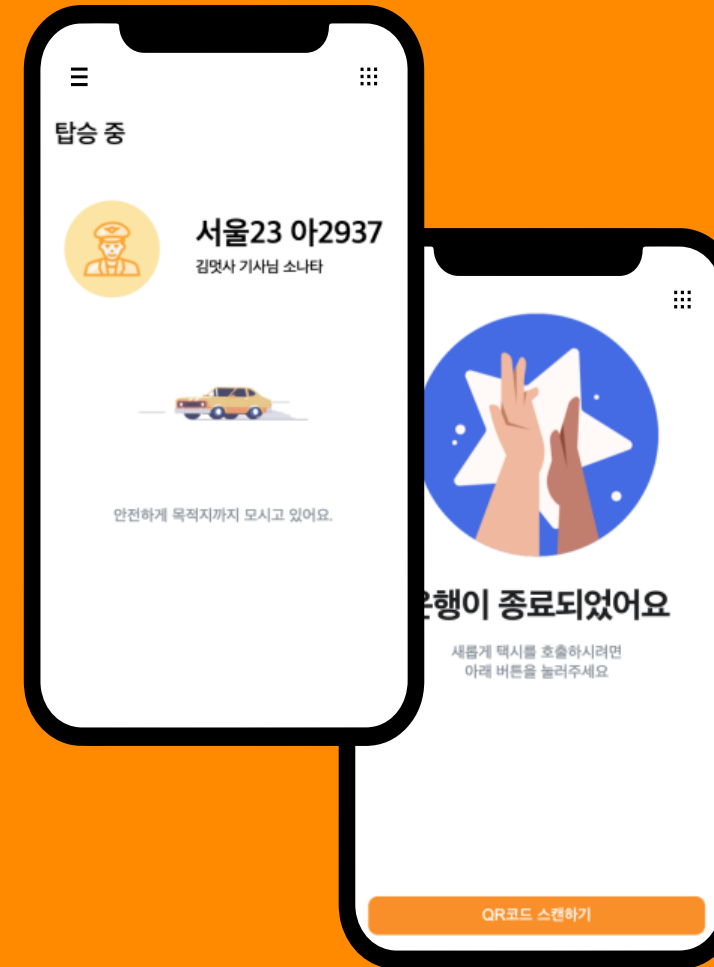 탑승 중
서울23 아2937
김멋사 기사님 소나타
안전하게 목적지까지 모시고 있어요.
운행이 종료되었어요
새롭게 택시를 호출하시려면
아래 버튼을 눌러주세요
QR코드 스캔하기